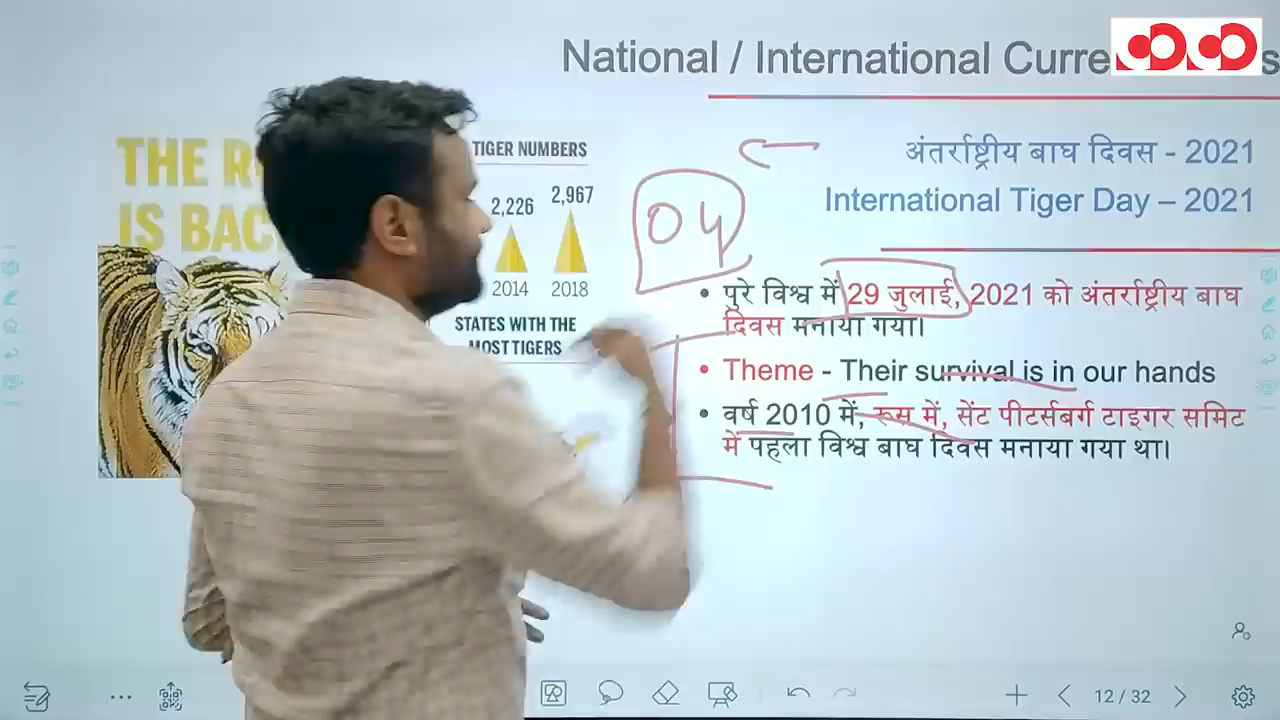 National / International Curre
THE R
IS BAC
TIGER NUMBERS
2,226
2,967
2014
2018
STATES WITH THE
MOST TIGERS
04
अंतर्राष्ट्रीय बाघ दिवस - 2021
International Tiger Day – 2021
• पुरे विश्व में 29 जुलाई, 2021 को अंतर्राष्ट्रीय बाघ
दिवस मनाया गया।
• Theme - Their survival is in our hands
• वर्ष 2010 में, रूस में, सेंट पीटर्सबर्ग टाइगर समिट
में पहला विश्व बाघ दिवस मनाया गया था।
12 / 32